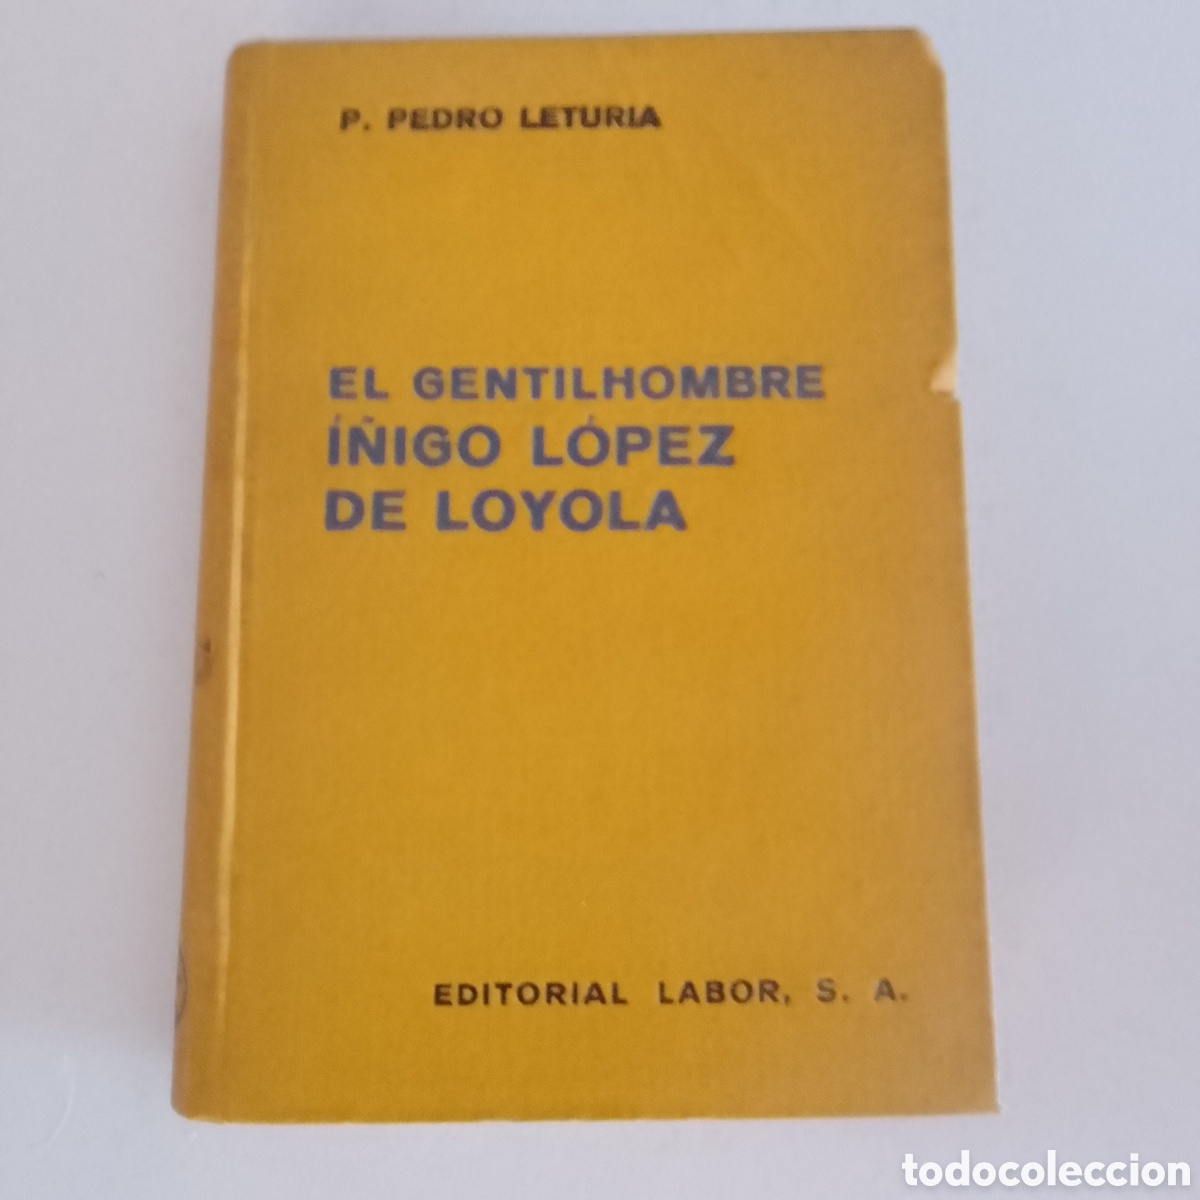 P. PEDRO LETURIA
EL GENTILHOMBRE
ÍÑIGO LÓPEZ
DE LOYOLA
EDITORIAL LABOR, S. A.
todocoleccion